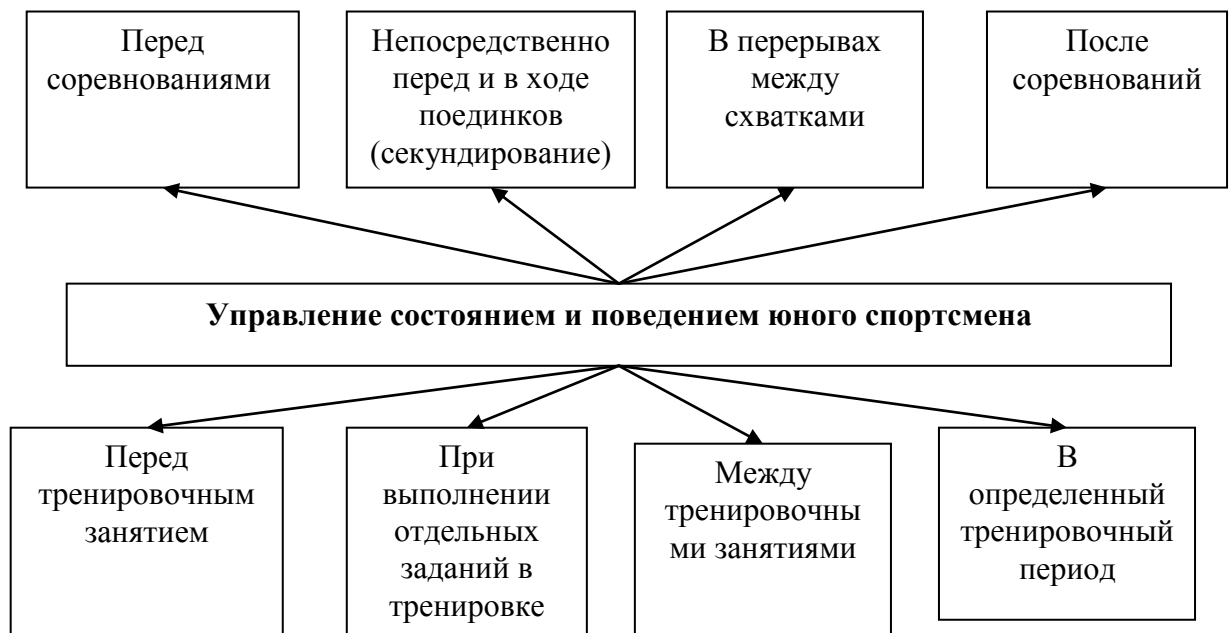 Перед
соревнованиями
Непосредственно
перед и в ходе
поединков
(секундирование)
В перерывах
между
схватками
После
соревнований
Управление состоянием и поведением юного спортсмена
Перед
тренировочным
занятием
При
выполнении
отдельных
заданий в
тренировке
Между
тренировочны
ми занятиями
В
определенный
тренировочный
период